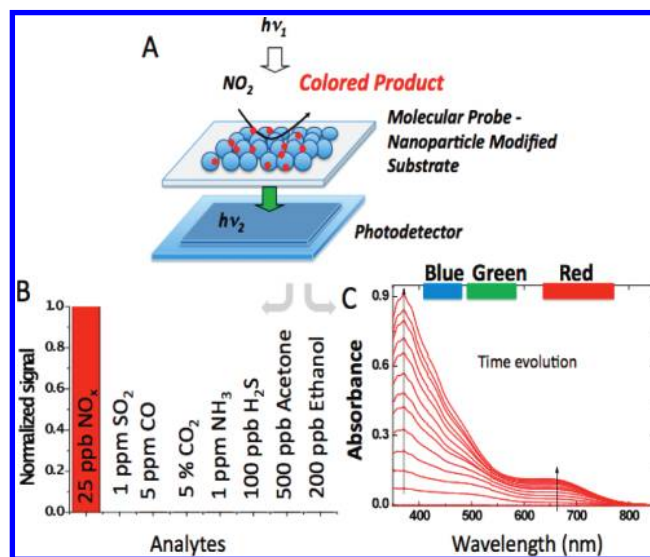 A
hν₁
NO₂
Colored Product
Molecular Probe -
Nanoparticle Modified
Substrate
hν₂
Photodetector
B
1.0
0.8
0.6
0.4
0.2
0.0
Normalized signal
25 ppb NOₓ
1 ppm SO₂
5 ppm CO
5 % CO₂
1 ppm NH₃
100 ppb H₂S
500 ppb Acetone
200 ppb Ethanol
Analytes
C
Blue Green Red
0.9
0.6
0.3
0.0
Absorbance
Time evolution
400 500 600 700 800
Wavelength (nm)